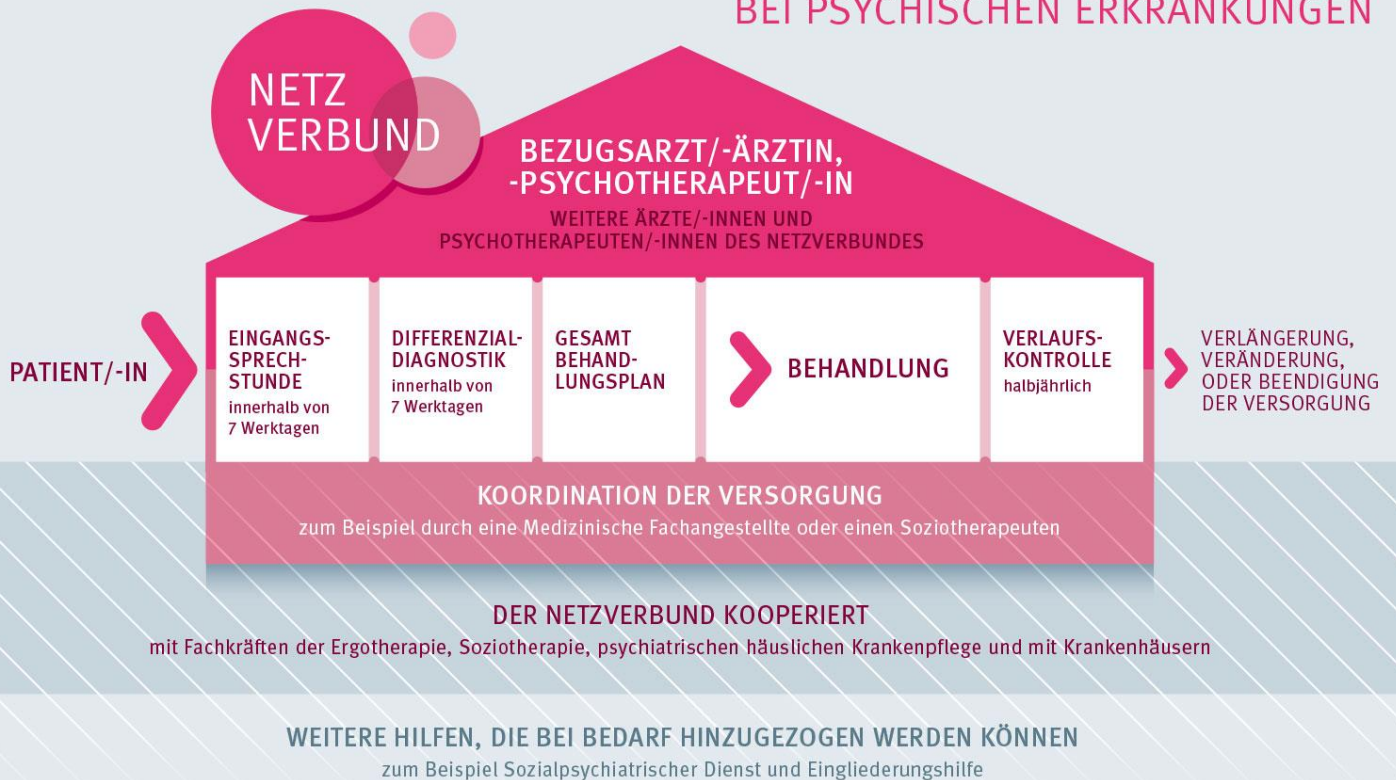 BEI PSYCHISCHEN ERKRANKUNGEN
NETZ
VERBUND
BEZUGSARZT/-ÄRZTIN,
-PSYCHOTHERAPEUT/-IN
WEITERE ÄRZTE/-INNEN UND
PSYCHOTHERAPEUTEN/-INNEN DES NETZVERBUNDES
PATIENT/-IN
EINGANGS-
SPRECH-
STUNDE
innerhalb von
7 Werktagen
DIFFERENZIAL-
DIAGNOSTIK
innerhalb von
7 Werktagen
GESAMT
BEHAND-
LUNGSPLAN
BEHANDLUNG
VERLAUFS-
KONTROLLE
halbjährlich
VERLÄNGERUNG,
VERÄNDERUNG,
ODER BEENDIGUNG
DER VERSORGUNG
KOORDINATION DER VERSORGUNG
zum Beispiel durch eine Medizinische Fachangestellte oder einen Soziotherapeuten
DER NETZVERBUND KOOPERIERT
mit Fachkräften der Ergotherapie, Soziotherapie, psychiatrischen häuslichen Krankenpflege und mit Krankenhäusern
WEITERE HILFEN, DIE BEI BEDARF HINZUGEZOGEN WERDEN KÖNNEN
zum Beispiel Sozialpsychiatrischer Dienst und Eingliederungshilfe